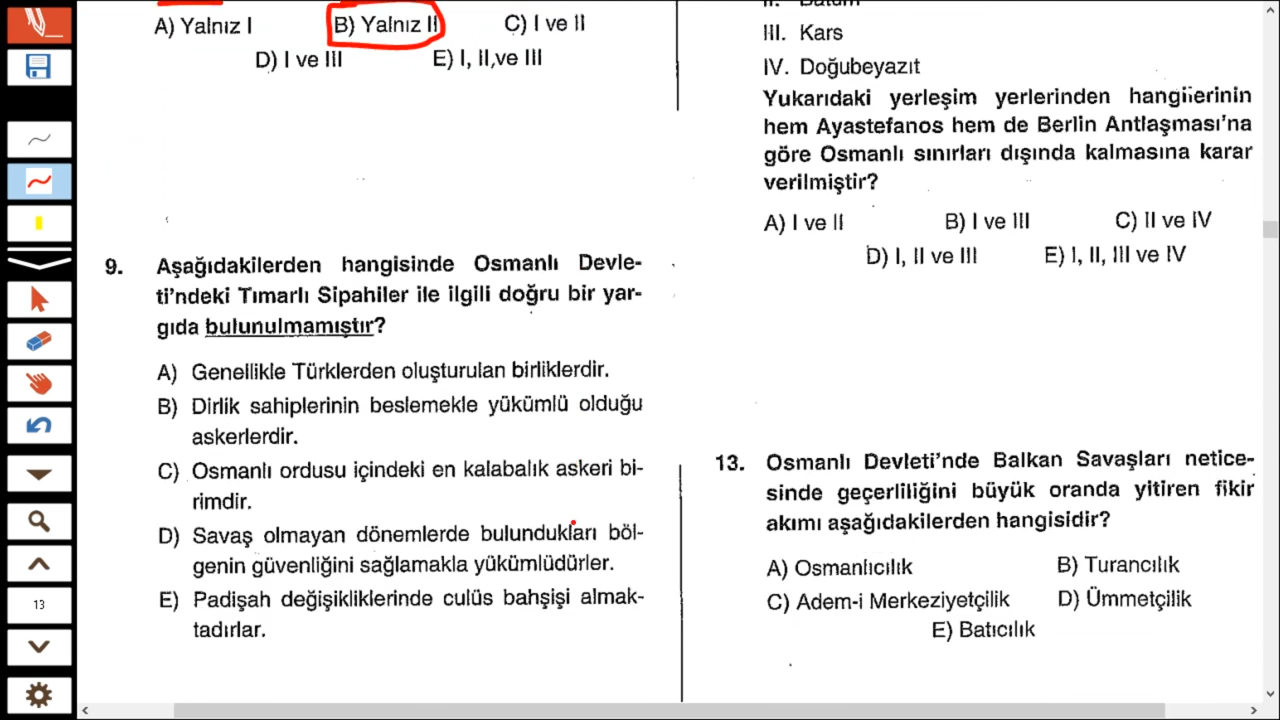 A) Yalnız I
B) Yalnız II
C) I ve II
D) I ve III
E) I, II,ve III
9. Aşağıdakilerden hangisinde Osmanlı Devle-
ti’ndeki Tımarlı Sipahiler ile ilgili doğru bir yar-
gıda bulunulmamıştır?
A) Genellikle Türklerden oluşturulan birliklerdir.
B) Dirlik sahiplerinin beslemekle yükümlü olduğu
askerlerdir.
C) Osmanlı ordusu içindeki en kalabalık askeri bi-
rimdir.
D) Savaş olmayan dönemlerde bulundukları böl-
genin güvenliğini sağlamakla yükümlüdürler.
E) Padişah değişikliklerinde culüs bahşişi almak-
tadırlar.
II. Batum
III. Kars
IV. Doğubeyazıt
Yukarıdaki yerleşim yerlerinden hangilerinin
hem Ayastefanos hem de Berlin Antlaşması’na
göre Osmanlı sınırları dışında kalmasına karar
verilmiştir?
A) I ve II
B) I ve III
C) II ve IV
D) I, II ve III
E) I, II, III ve IV
13. Osmanlı Devleti’nde Balkan Savaşları netice-
sinde geçerliliğini büyük oranda yitiren fikir
akımı aşağıdakilerden hangisidir?
A) Osmanlıcılık
B) Turancılık
C) Adem-i Merkeziyetçilik
D) Ümmetçilik
E) Batıcılık
13